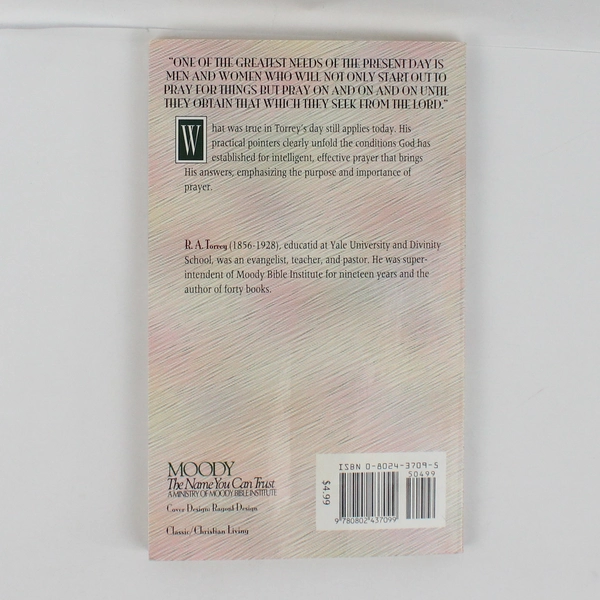 "ONE OF THE GREATEST NEEDS OF THE PRESENT DAY IS
MEN AND WOMEN WHO WILL NOT ONLY START OUT TO
PRAY FOR THINGS BUT PRAY ON AND ON AND ON UNTIL
THEY OBTAIN THAT WHICH THEY SEEK FROM THE LORD."
What was true in Torrey's day still applies today. His
practical pointers clearly unfold the conditions God has
established for intelligent, effective prayer that brings
His answers, emphasizing the purpose and importance of
prayer.
R. A. Torrey (1856-1928), educatid at Yale University and Divinity
School, was an evangelist, teacher, and pastor. He was super-
intendent of Moody Bible Institute for nineteen years and the
author of forty books.
MOODY
The Name You Can Trust
A MINISTRY OF MOODY BIBLE INSTITUTE
Cover Design: Ragont Design
Classic/Christian Living
ISBN 0-8024-3709-5
50499
$4.99
9 780802 437099